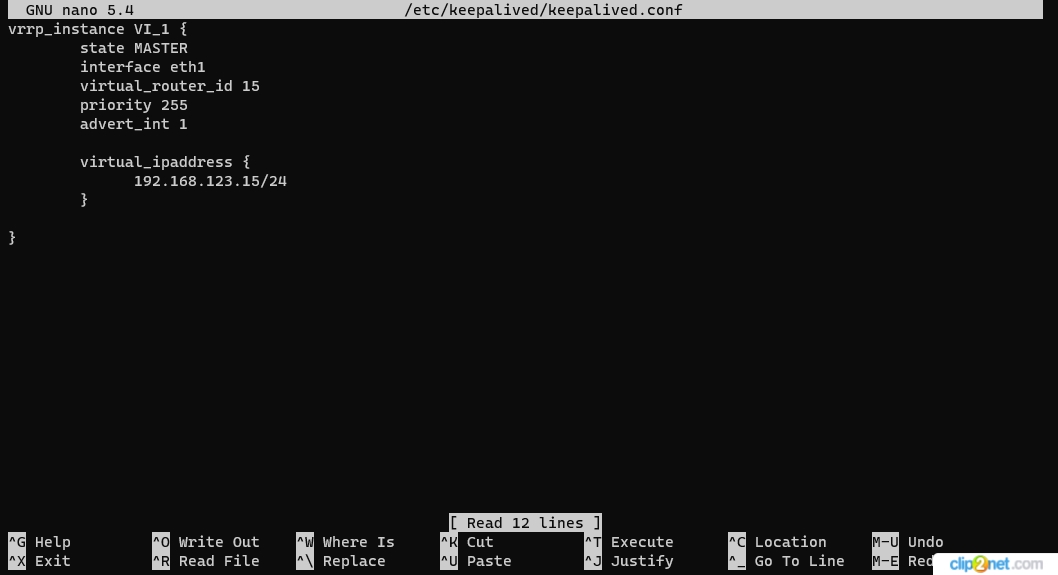 GNU nano 5.4 /etc/keepalived/keepalived.conf
vrrp_instance VI_1 {
state MASTER
interface eth1
virtual_router_id 15
priority 255
advert_int 1
virtual_ipaddress {
192.168.123.15/24
}
}
[ Read 12 lines ]
^G Help ^O Write Out ^W Where Is ^K Cut ^T Execute ^C Location M-U Undo
^X Exit ^R Read File ^\ Replace ^U Paste ^J Justify ^_ Go To Line M-E
clip2net.com